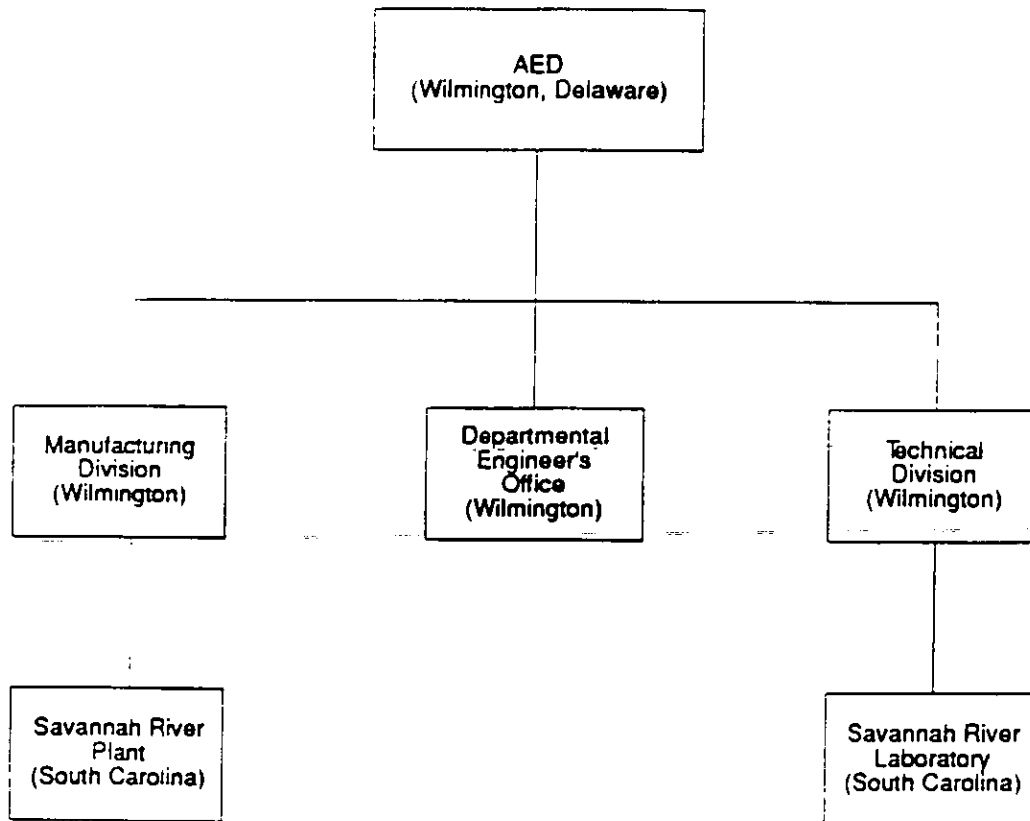 AED
(Wilmington, Delaware)
Manufacturing
Division
(Wilmington)
Departmental
Engineer's
Office
(Wilmington)
Technical
Division
(Wilmington)
Savannah River
Plant
(South Carolina)
Savannah River
Laboratory
(South Carolina)